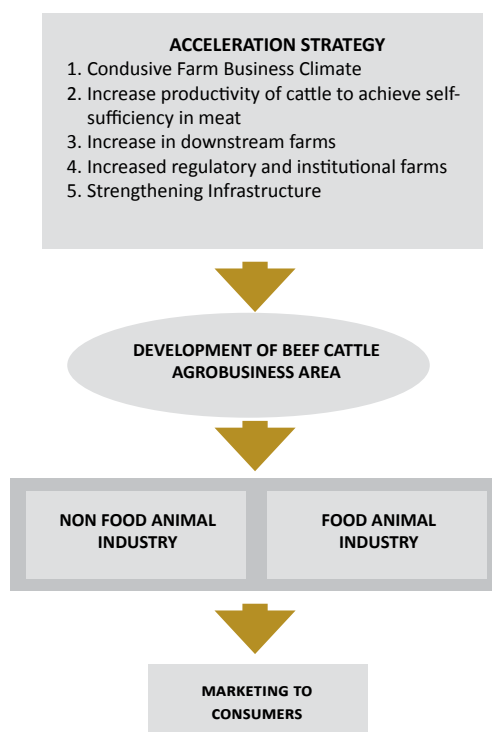 ACCELERATION STRATEGY
1. Condusive Farm Business Climate
2. Increase productivity of cattle to achieve self-
sufficiency in meat
3. Increase in downstream farms
4. Increased regulatory and institutional farms
5. Strengthening Infrastructure
DEVELOPMENT OF BEEF CATTLE
AGROBUSINESS AREA
NON FOOD ANIMAL
INDUSTRY
FOOD ANIMAL
INDUSTRY
MARKETING TO
CONSUMERS